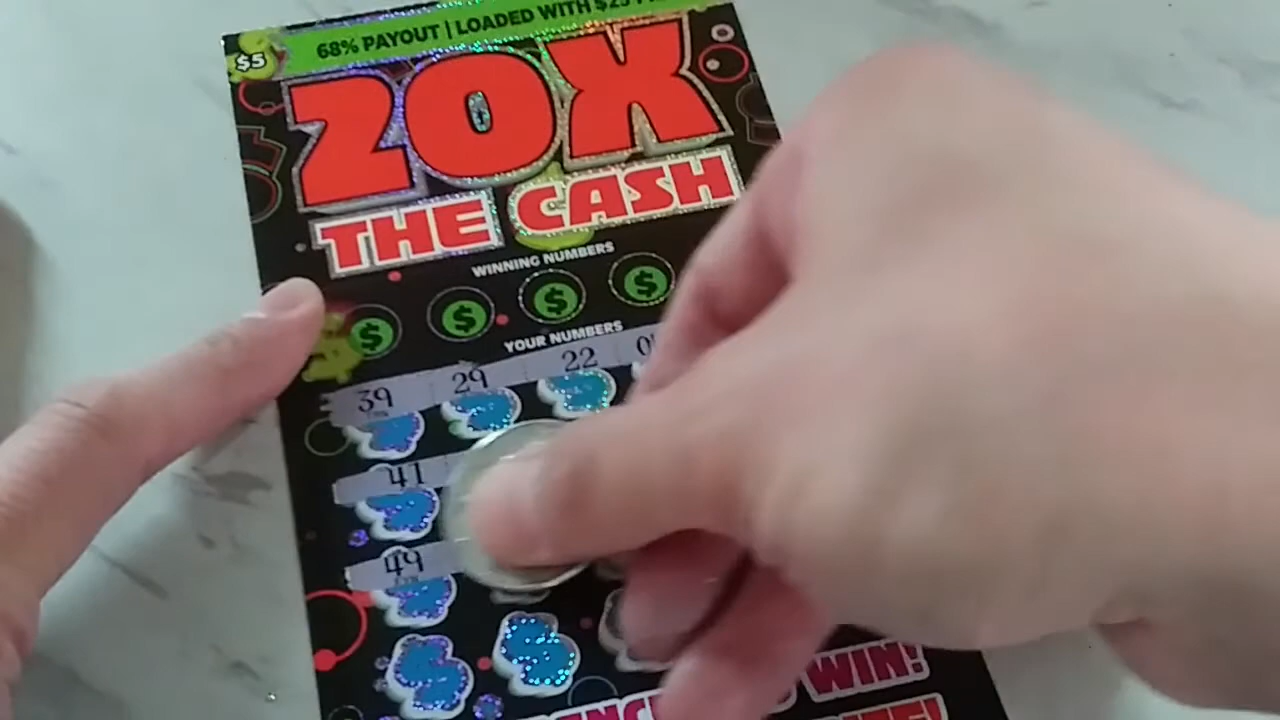 68% PAYOUT | LOADED WITH $25
$5
20X
THE CASH
WINNING NUMBERS
$ $ $ $
YOUR NUMBERS
39 29 22
41
49
WIN!